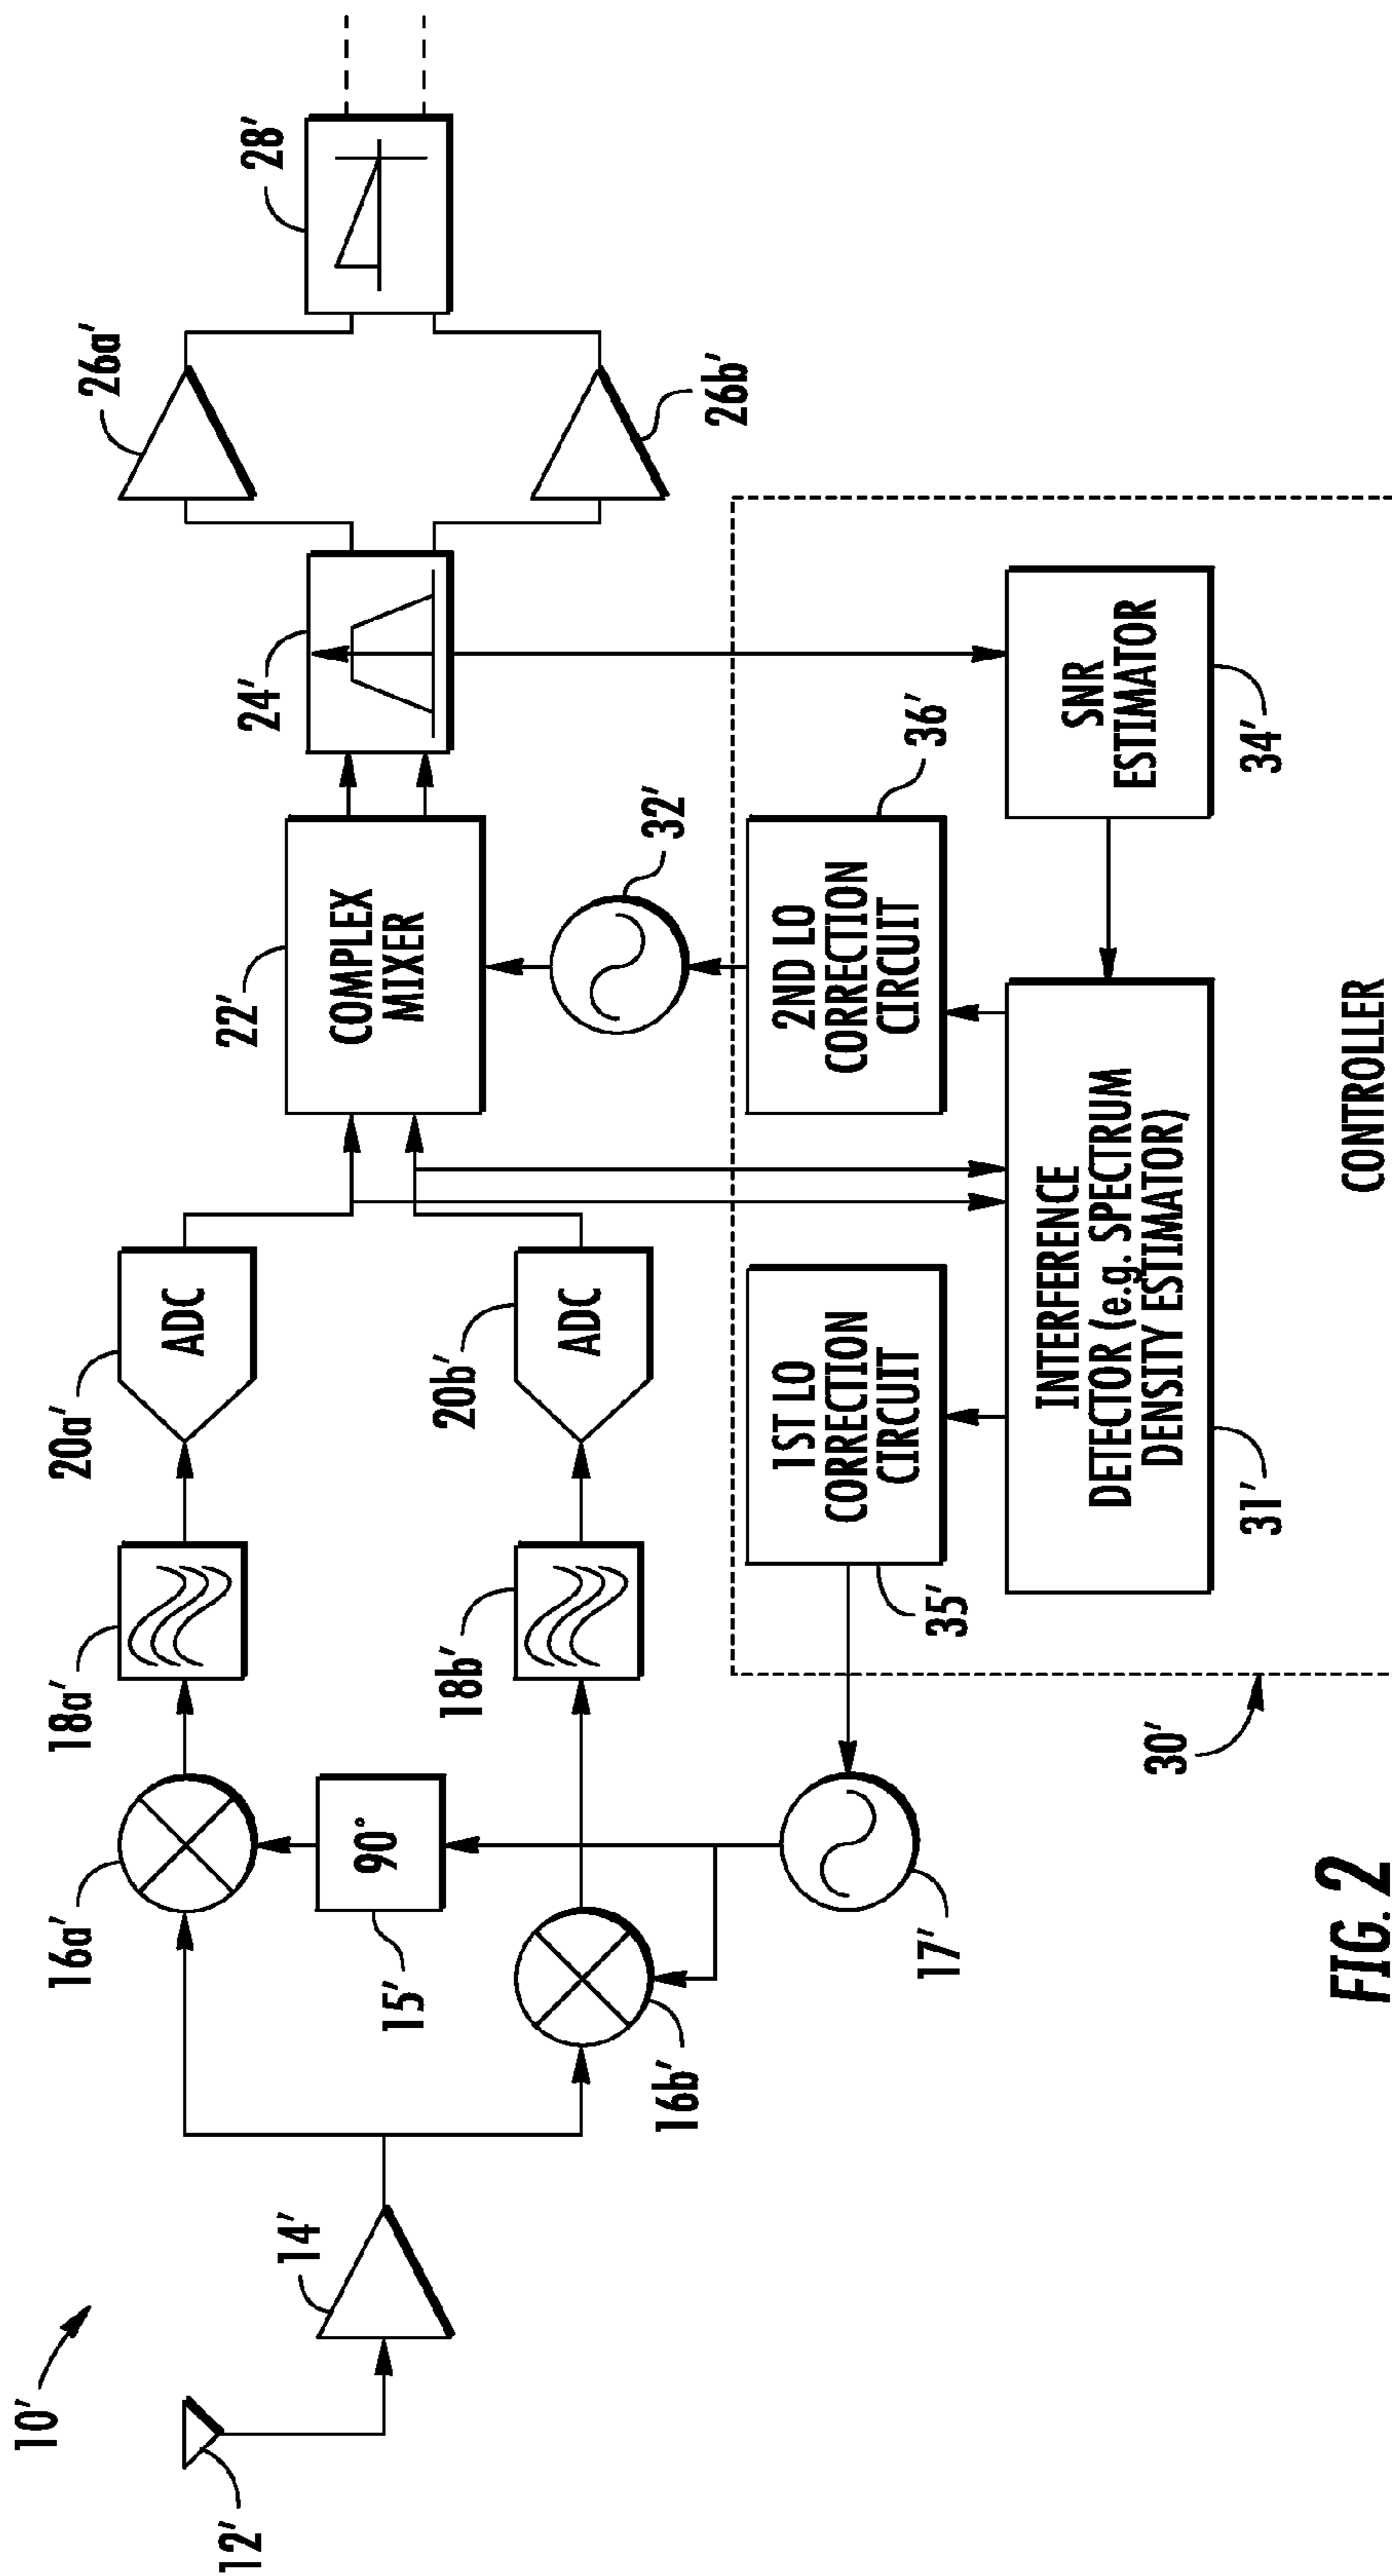 10'
12'
14'
16a'
15'
16b'
90°
17'
18a'
18b'
20a'
ADC
20b'
ADC
22'
COMPLEX
MIXER
32'
24'
26a'
26b'
28'
30'
1ST LO
CORRECTION
CIRCUIT
35'
2ND LO
CORRECTION
CIRCUIT
36'
INTERFERENCE
DETECTOR (e.g. SPECTRUM
DENSITY ESTIMATOR)
31'
SNR
ESTIMATOR
34'
CONTROLLER
FIG. 2